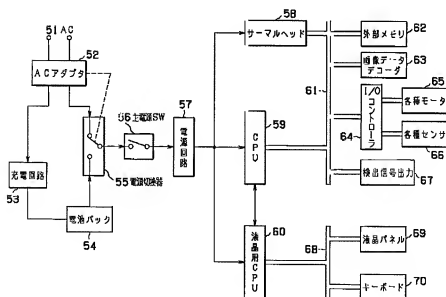 51 AC
52
ACアダプタ
56 主電源SW
57
電源回路
55 電源切換器
充電回路
53
電池パック
54
58
サーマルヘッド
59
CPU
60
液晶用CPU
61
62
外部メモリ
63
画像データデコーダ
I/Oコントローラ
64
65
各種モータ
各種センサ
66
検出信号出力
67
68
液晶パネル
69
キーボード
70